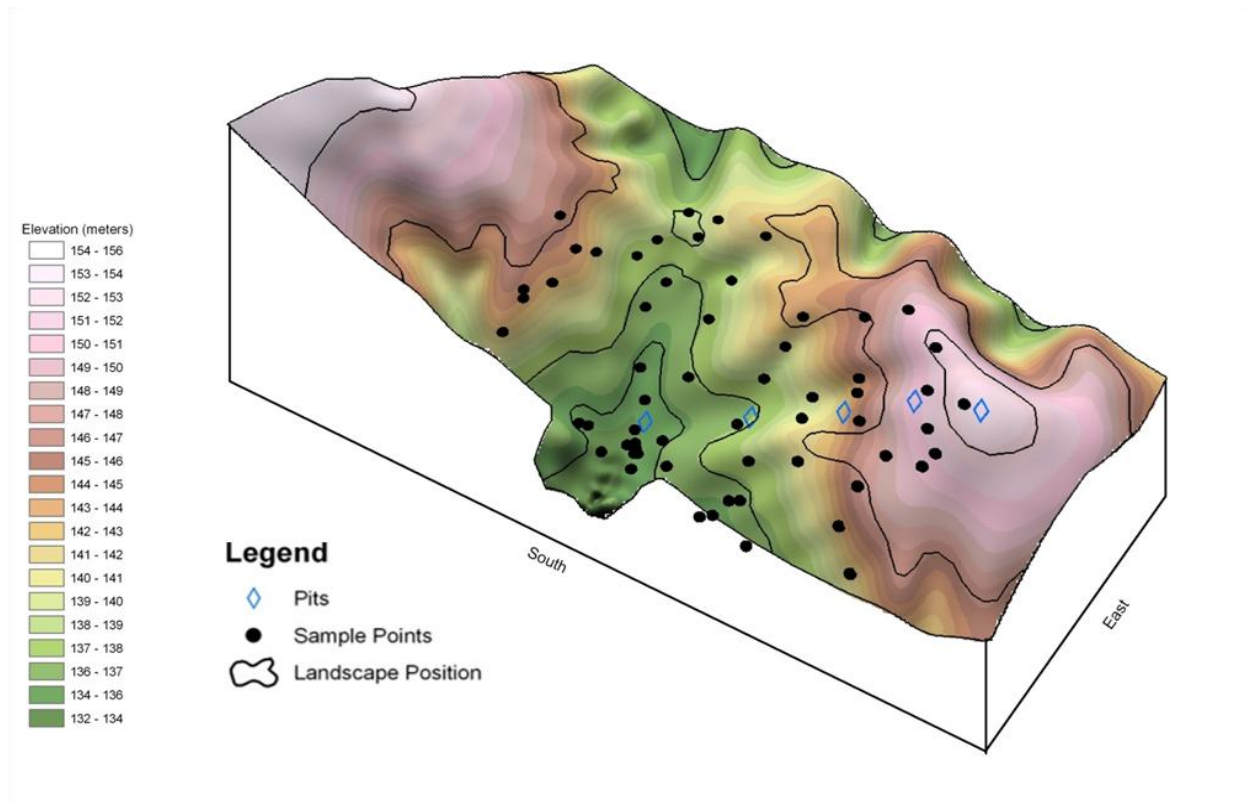 Elevation (meters)
154 - 156
153 - 154
152 - 153
151 - 152
150 - 151
149 - 150
148 - 149
147 - 148
146 - 147
145 - 146
144 - 145
143 - 144
142 - 143
141 - 142
140 - 141
139 - 140
138 - 139
137 - 138
136 - 137
134 - 136
132 - 134
Legend
Pits
Sample Points
Landscape Position
South
East